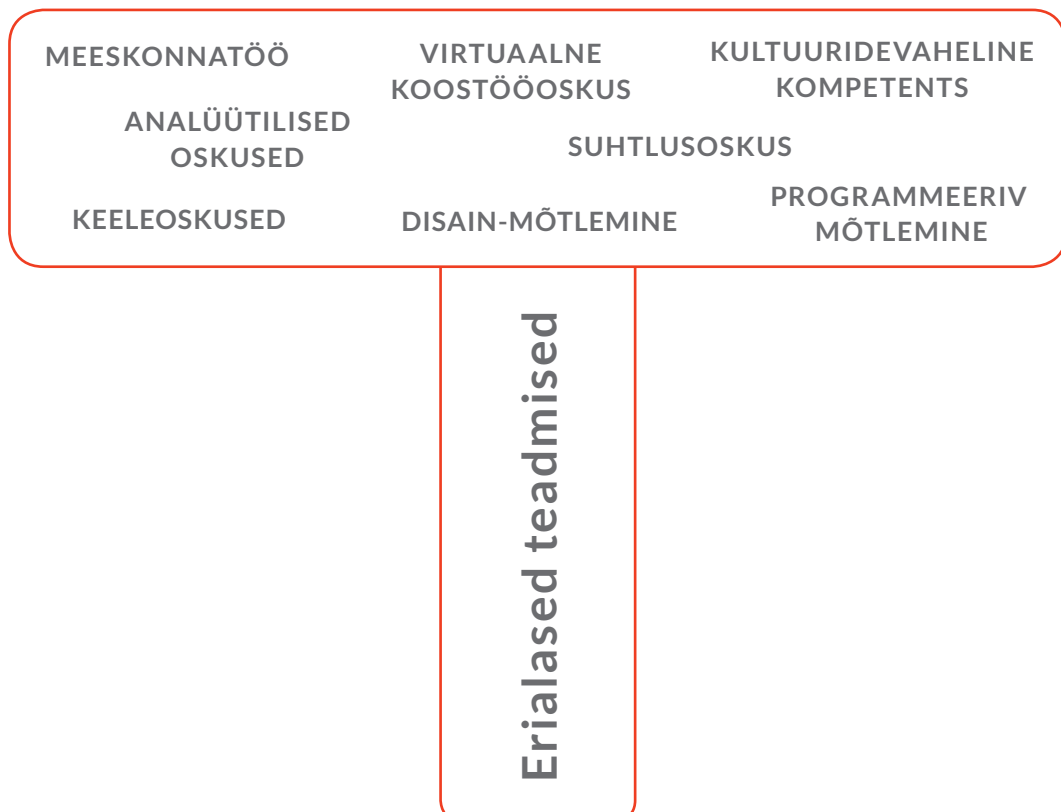 MEESKONNATÖÖ
VIRTUAALNE
KOOSTÖÖOSKUS
KULTUURIDEVAHELINE
KOMPETENTS
ANALÜÜTILISED
OSKUSED
SUHTLUSOSKUS
KEELEOSKUSED
DISAIN-MÕTLEMINE
PROGRAMMEERIV
MÕTLEMINE
Erialased teadmised